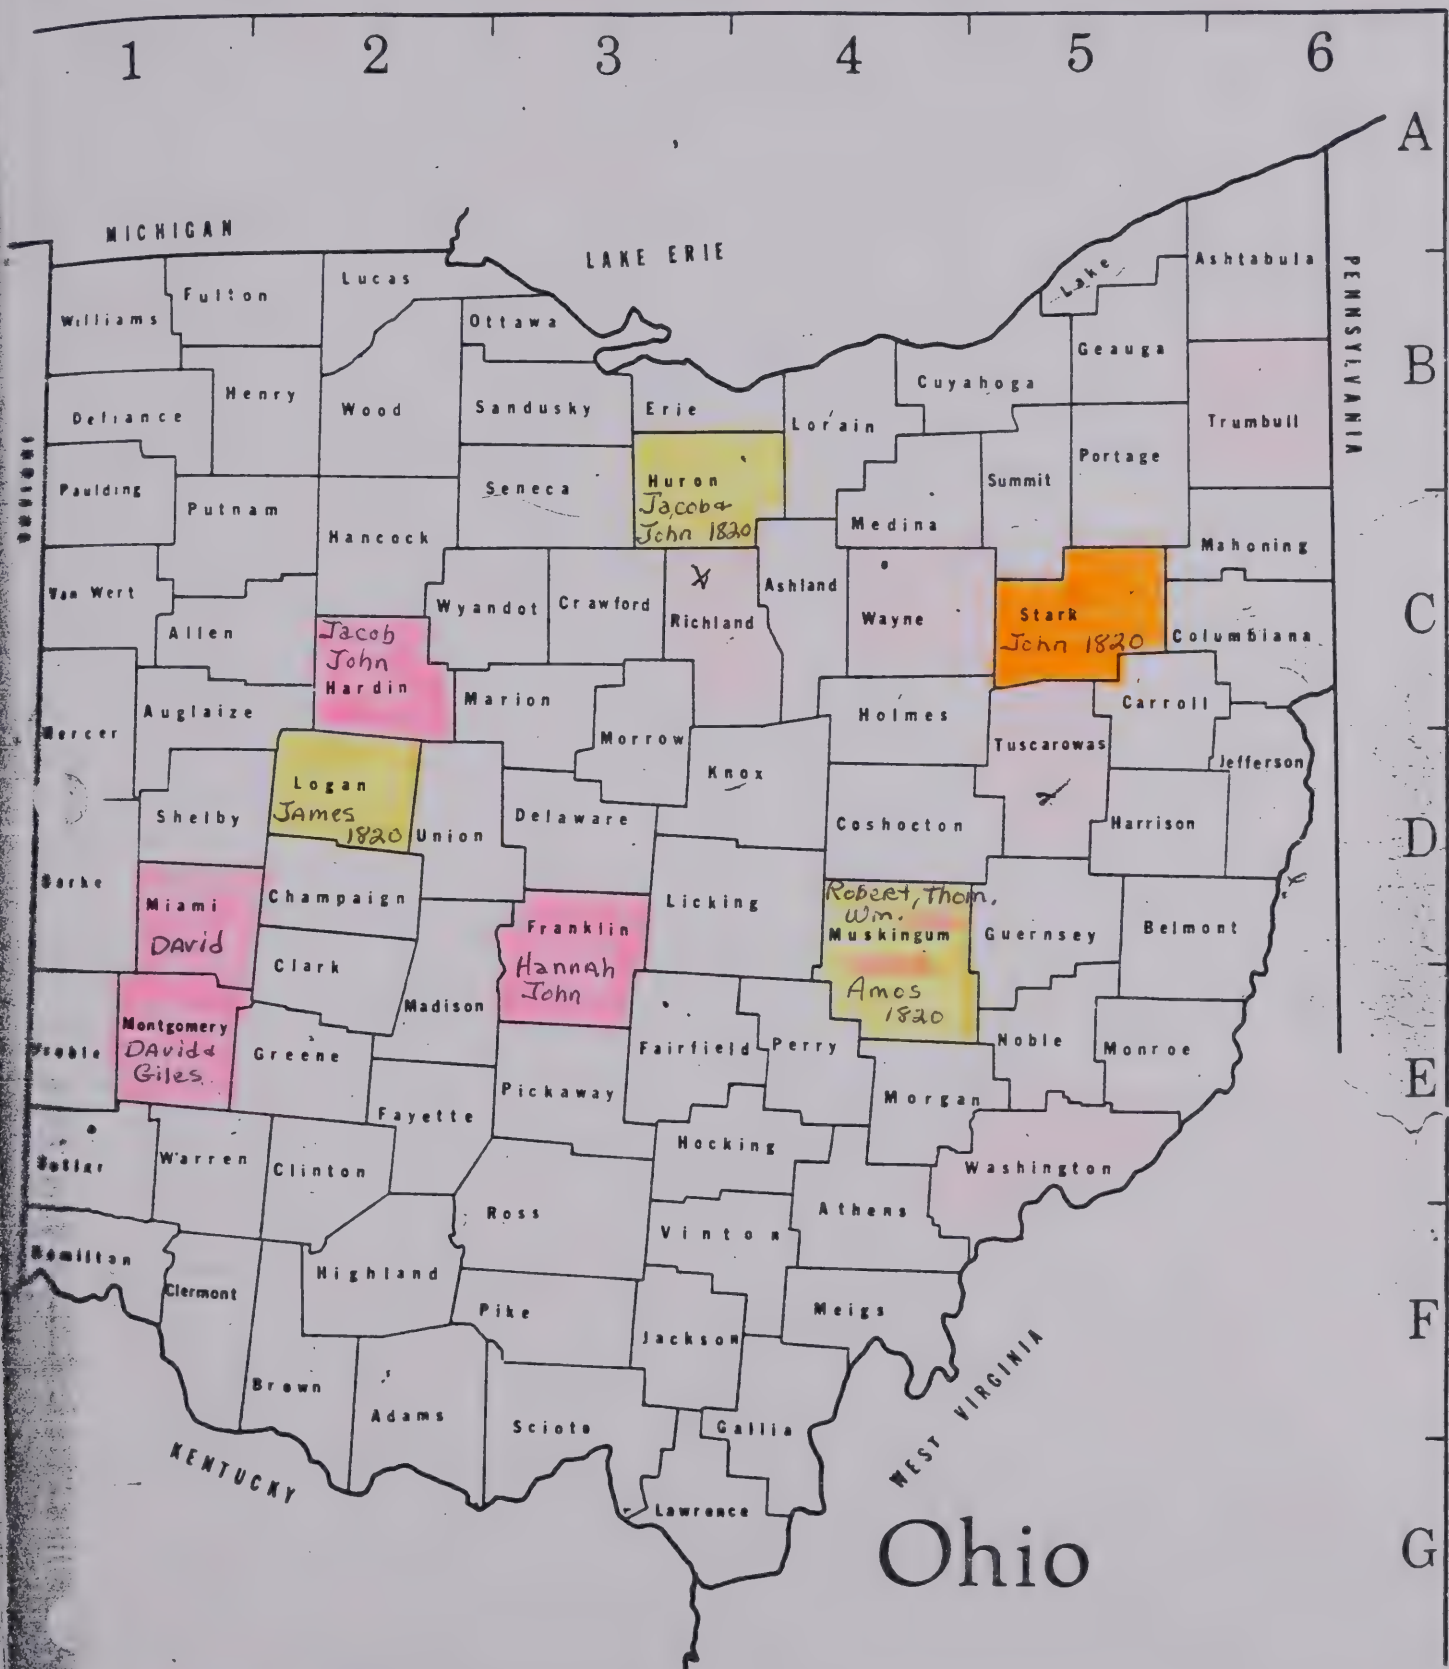 1 2 3 4 5 6
A
MICHIGAN
LAKE ERIE
PENNSYLVANIA
Williams
Fulton
Lucas
Ottawa
Lake
Ashtabula
Geauga
B
Defiance
Henry
Wood
Sandusky
Erie
Lorain
Cuyahoga
Trumbull
Paulding
Putnam
Hancock
Seneca
Huron
Jacob &
John 1820
Medina
Summit
Portage
Mahoning
Van Wert
Allen
Wyandot
Crawford
Richland
Ashland
Wayne
Stark
John 1820
Columbiana
C
Jacob
John
Hardin
Mercer
Auglaize
Marion
Morrow
Knox
Holmes
Tuscarowas
Carroll
Jefferson
Logan
James
1820
Shelby
Union
Delaware
Coshocton
Harrison
D
Miami
David
Champaign
Clark
Franklin
Hannah
John
Licking
Robert, Thom.
Wm.
Muskingum
Amos
1820
Guernsey
Belmont
Montgomery
David &
Giles
Greene
Madison
Fairfield
Perry
Noble
Monroe
E
Fayette
Pickaway
Morgan
Warren
Clinton
Hocking
Washington
Ross
Vinton
Athens
Hamilton
Clermont
Highland
Pike
Jackson
Meigs
F
Brown
Adams
Scioto
Gallia
Lawrence
KENTUCKY
WEST VIRGINIA
Ohio
G